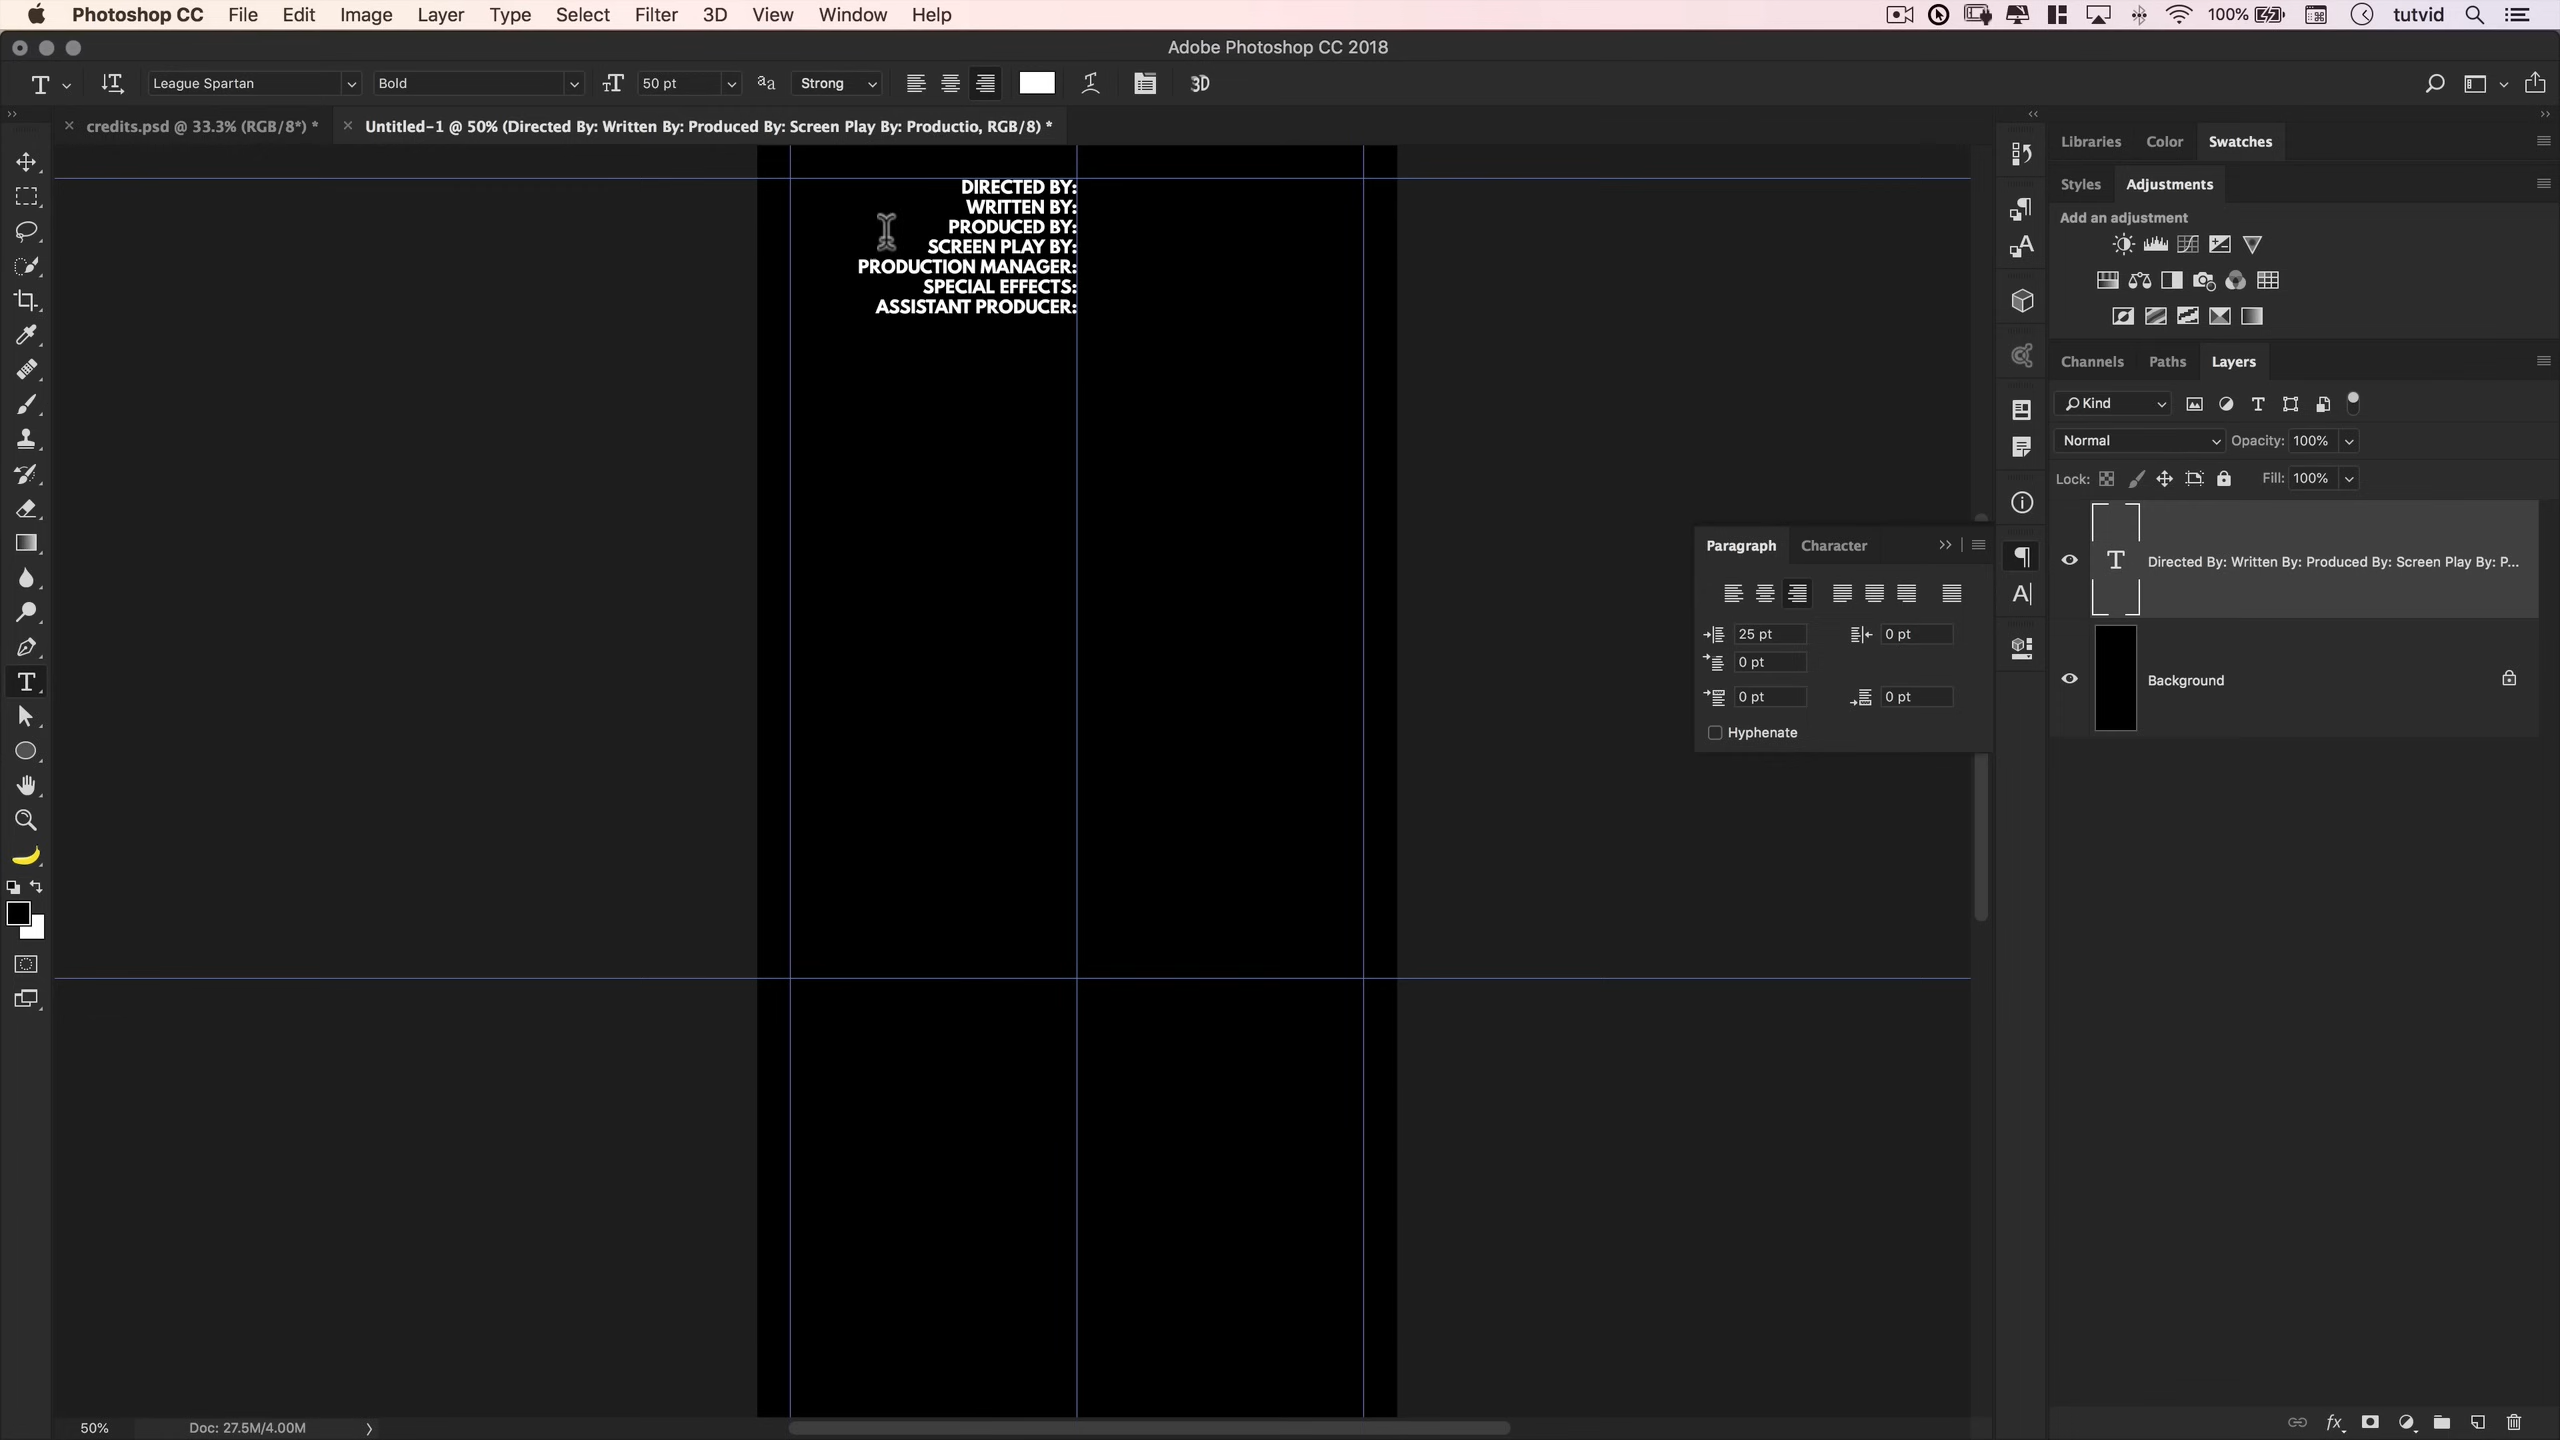 Photoshop CC File Edit Image Layer Type Select Filter 3D View Window Help 100% tutvid
Adobe Photoshop CC 2018
T League Spartan Bold 50 pt Strong 3D
credits.psd @ 33.3% (RGB/8*) * Untitled-1 @ 50% (Directed By: Written By: Produced By: Screen Play By: Productio, RGB/8) *
Libraries Color Swatches
Styles Adjustments
Add an adjustment
DIRECTED BY:
WRITTEN BY:
PRODUCED BY:
SCREEN PLAY BY:
PRODUCTION MANAGER:
SPECIAL EFFECTS:
ASSISTANT PRODUCER:
Channels Paths Layers
Kind
Normal Opacity: 100%
Lock: Fill: 100%
Directed By: Written By: Produced By: Screen Play By: P...
Background
Paragraph Character
25 pt 0 pt
0 pt
0 pt 0 pt
Hyphenate
50% Doc: 27.5M/4.00M